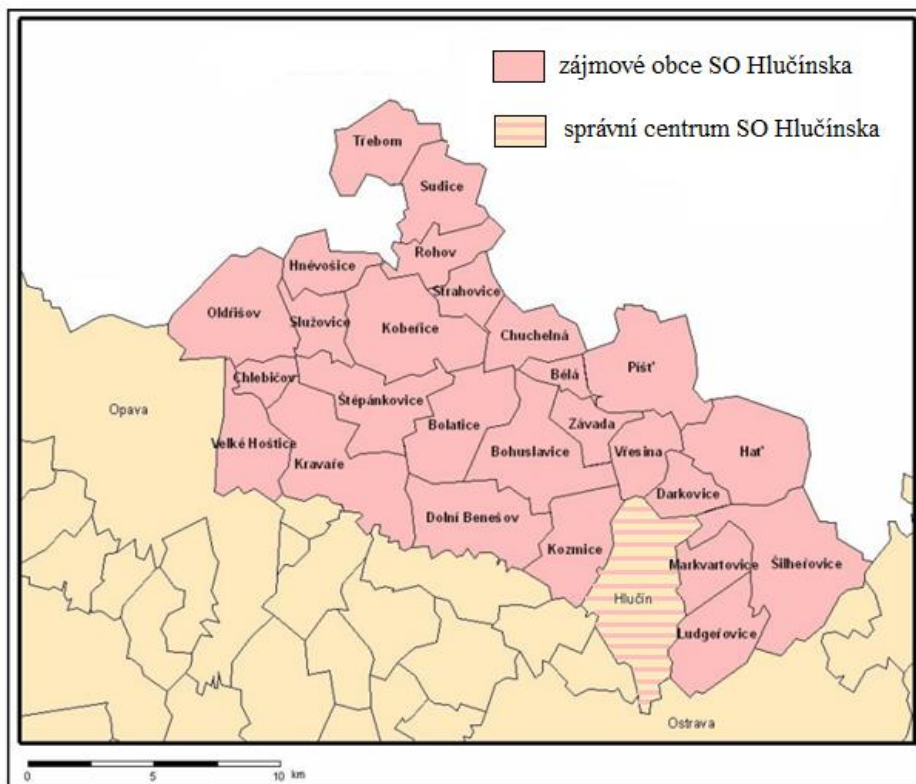 zájmové obce SO Hlučínska
správní centrum SO Hlučínska
Třebom
Sudice
Rohov
Hněvošice
Strahovice
Oldřišov
Služovice
Kobeřice
Chuchelná
Píšť
Bělá
Chlebičov
Štěpánkovice
Opava
Bolatice
Závada
Velké Hoštice
Kravaře
Bohuslavice
Vřesina
Hať
Darkovice
Dolní Benešov
Kozmice
Markvartovice
Šilheřovice
Hlučín
Ludgeřovice
Ostrava
0 5 10 km